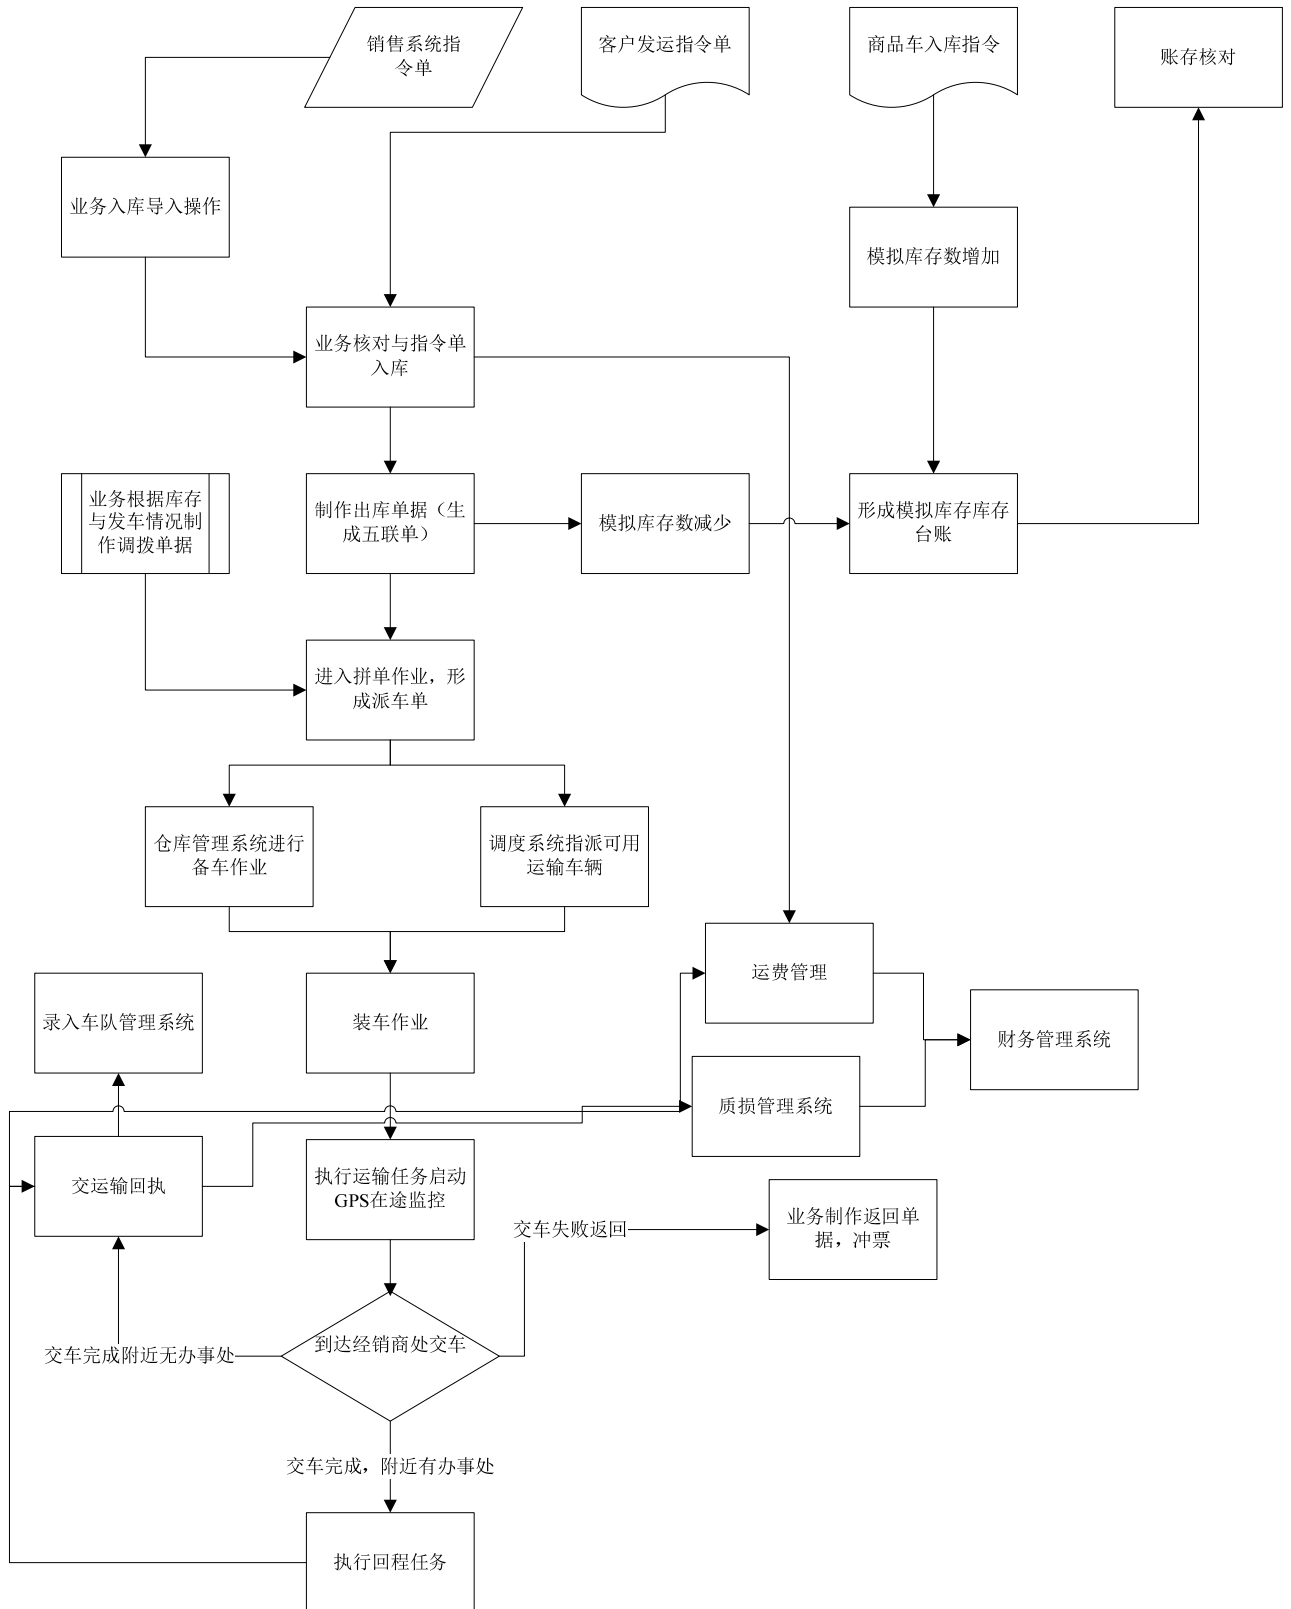 销售系统指
令单
客户发运指令单
商品车入库指令
账存核对
业务入库导入操作
模拟库存数增加
业务核对与指令单
入库
业务根据库存
与发车情况制
作调拨单据
制作出库单据（生
成五联单）
模拟库存数减少
形成模拟库存库存
台账
进入拼单作业，形
成派车单
仓库管理系统进行
备车作业
调度系统指派可用
运输车辆
运费管理
录入车队管理系统
装车作业
财务管理系统
质损管理系统
交运输回执
执行运输任务启动
GPS在途监控
交车失败返回
业务制作返回单
据，冲票
到达经销商处交车
交车完成附近无办事处
交车完成，附近有办事处
执行回程任务